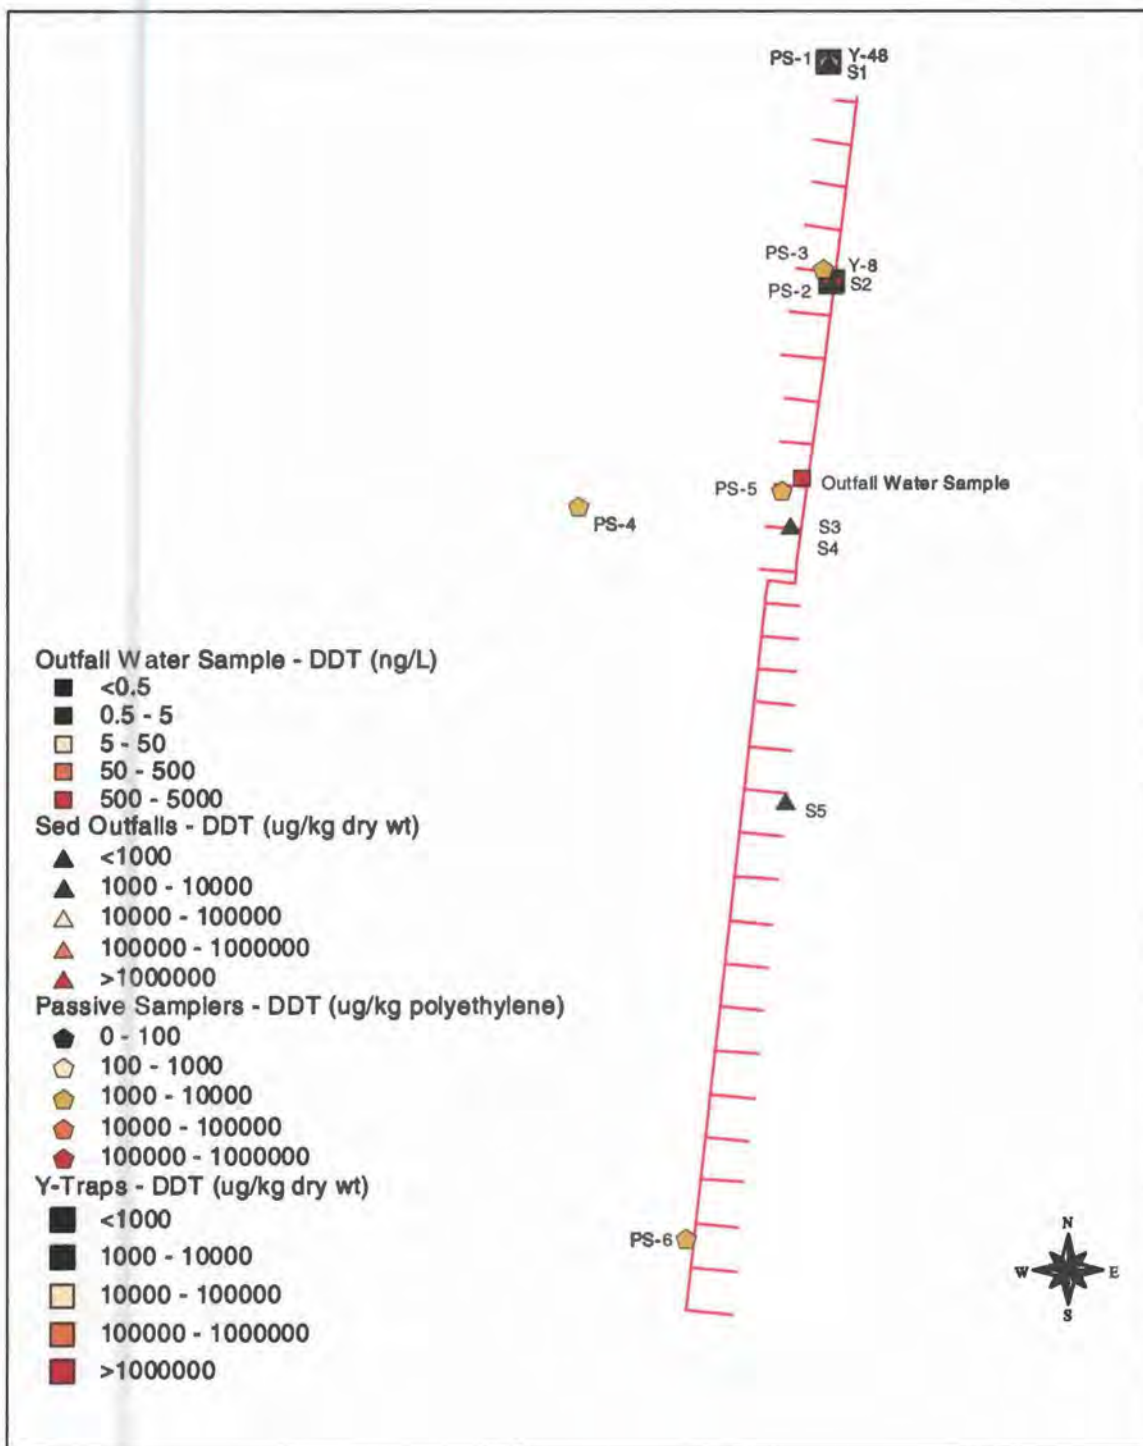 PS-1 Y-48
S1
PS-3 Y-8
PS-2 S2
Outfall Water Sample
PS-5
PS-4
S3
S4
S5
PS-6
Outfall Water Sample - DDT (ng/L)
<0.5
0.5 - 5
5 - 50
50 - 500
500 - 5000
Sed Outfalls - DDT (ug/kg dry wt)
<1000
1000 - 10000
10000 - 100000
100000 - 1000000
>1000000
Passive Samplers - DDT (ug/kg polyethylene)
0 - 100
100 - 1000
1000 - 10000
10000 - 100000
100000 - 1000000
Y-Traps - DDT (ug/kg dry wt)
<1000
1000 - 10000
10000 - 100000
100000 - 1000000
>1000000
N
W E
S